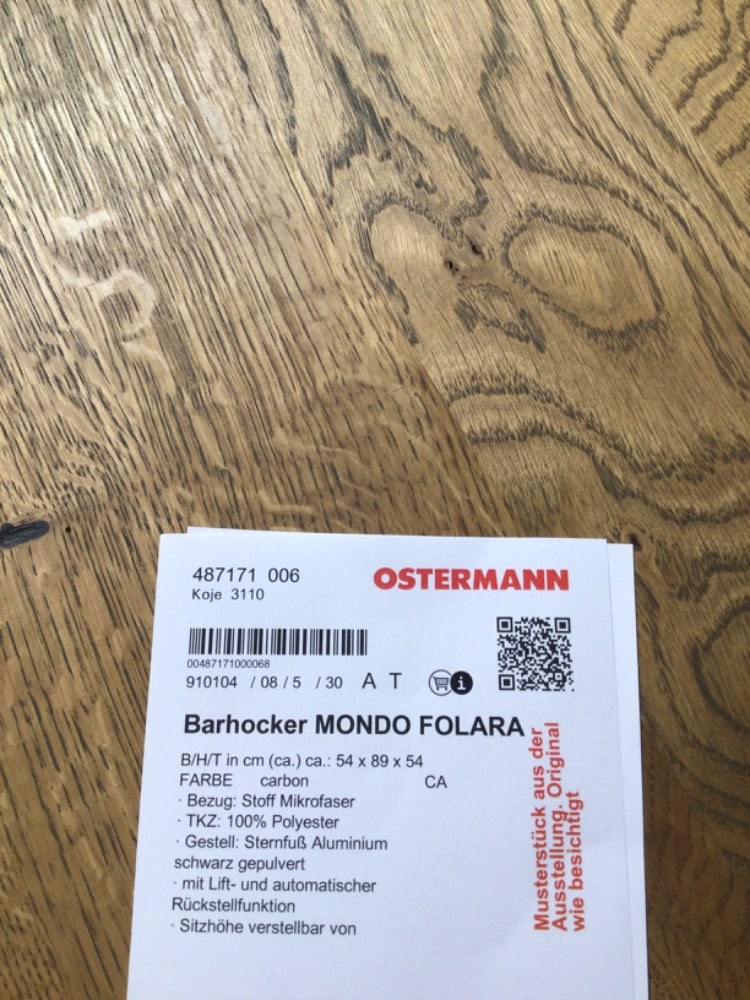 487171 006
OSTERMANN
Koje 3110
00487171000068
910104 / 08 / 5 / 30 A T
i
Barhocker MONDO FOLARA
B/H/T in cm (ca.) ca.: 54 x 89 x 54
FARBE carbon CA
· Bezug: Stoff Mikrofaser
· TKZ: 100% Polyester
· Gestell: Sternfuß Aluminium
schwarz gepulvert
· mit Lift- und automatischer
Rückstellfunktion
· Sitzhöhe verstellbar von
Musterstück aus der
Ausstellung. Original
wie besichtigt